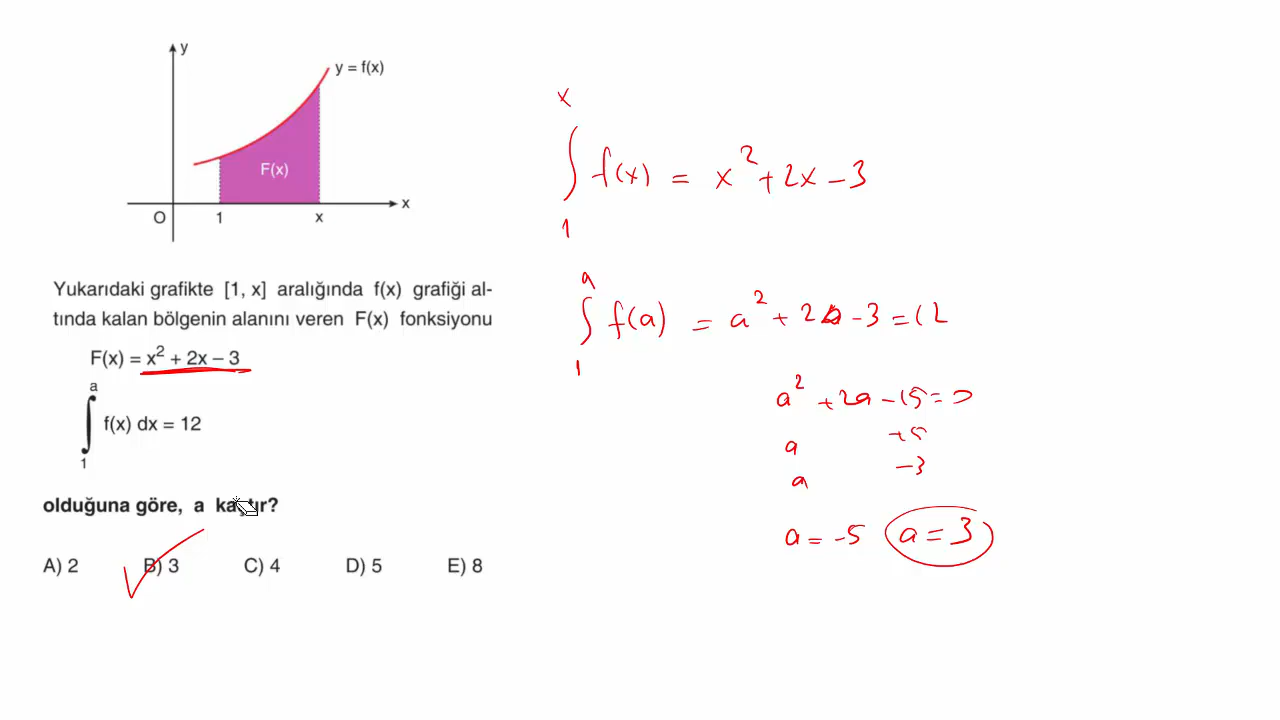 y
y = f(x)
F(x)
O 1 x x
Yukarıdaki grafikte [1, x] aralığında f(x) grafiği al-
tında kalan bölgenin alanını veren F(x) fonksiyonu
F(x) = x² + 2x – 3
a
∫ f(x) dx = 12
1
olduğuna göre, a kaçtır?
A) 2 B) 3 C) 4 D) 5 E) 8
x
∫ f(x) = x² + 2x – 3
1
a
∫ f(a) = a² + 2a – 3 = 12
1
a² + 2a – 15 = 0
a +5
a –3
a = -5 a = 3